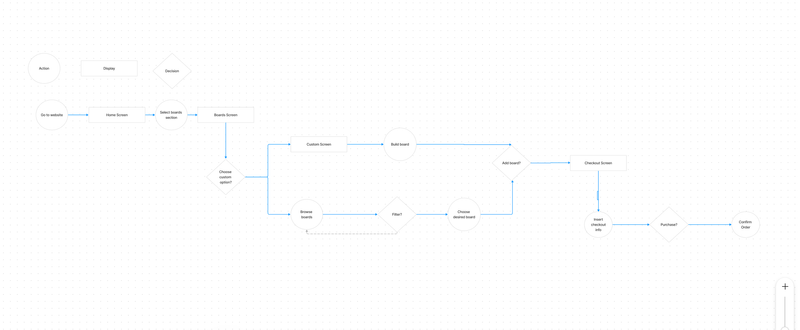 Action
Display
Decision
Go to website
Home Screen
Select boards
section
Boards Screen
Custom Screen
Build board
Choose
custom
option?
Add board?
Checkout Screen
Browse
boards
Filter?
Choose
desired board
Insert
checkout
info
Purchase?
Confirm
Order